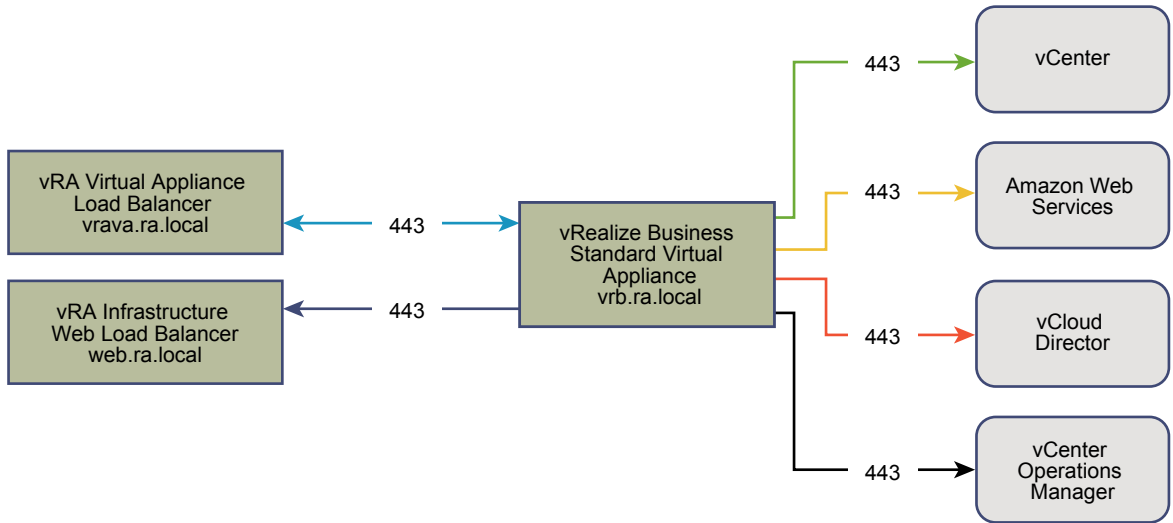 vRA Virtual Appliance
Load Balancer
vrava.ra.local
443
vRA Infrastructure
Web Load Balancer
web.ra.local
443
vRealize Business
Standard Virtual
Appliance
vrb.ra.local
443
vCenter
443
Amazon Web
Services
443
vCloud
Director
443
vCenter
Operations
Manager